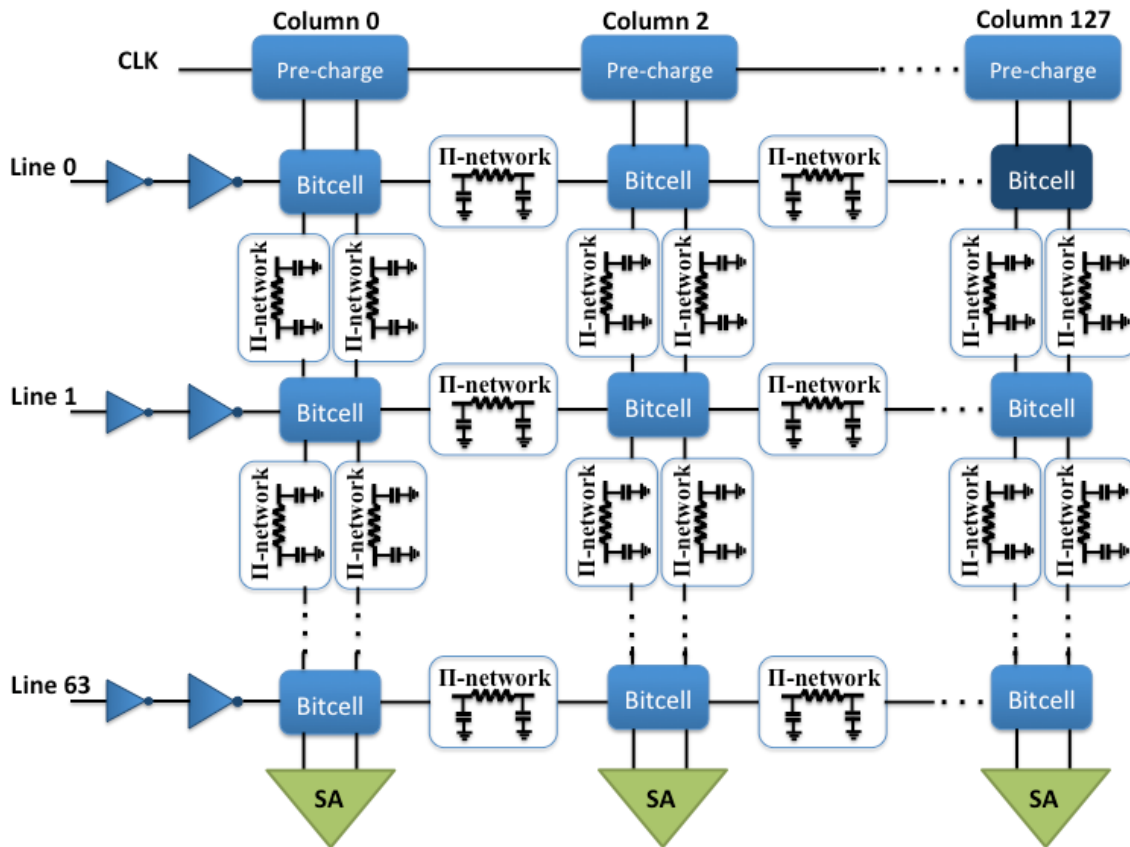 Column 0 Column 2 Column 127
CLK Pre-charge Pre-charge Pre-charge
Line 0 Bitcell Π-network Bitcell Π-network Bitcell
Π-network Π-network Π-network Π-network Π-network Π-network
Line 1 Bitcell Π-network Bitcell Π-network Bitcell
Π-network Π-network Π-network Π-network Π-network Π-network
Line 63 Bitcell Π-network Bitcell Π-network Bitcell
SA SA SA